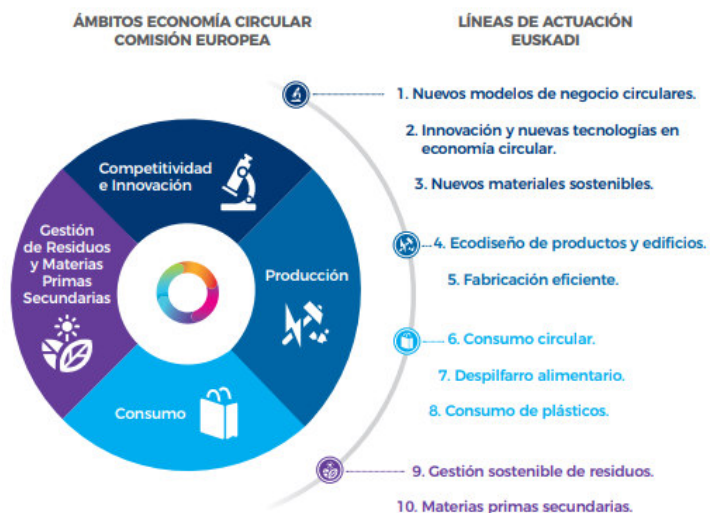 ÁMBITOS ECONOMÍA CIRCULAR
COMISIÓN EUROPEA
Competitividad
e Innovación
Gestión
de Residuos
y Materias
Primas
Secundarias
Producción
Consumo
LÍNEAS DE ACTUACIÓN
EUSKADI
1. Nuevos modelos de negocio circulares.
2. Innovación y nuevas tecnologías en
economía circular.
3. Nuevos materiales sostenibles.
4. Ecodiseño de productos y edificios.
5. Fabricación eficiente.
6. Consumo circular.
7. Despilfarro alimentario.
8. Consumo de plásticos.
9. Gestión sostenible de residuos.
10. Materias primas secundarias.